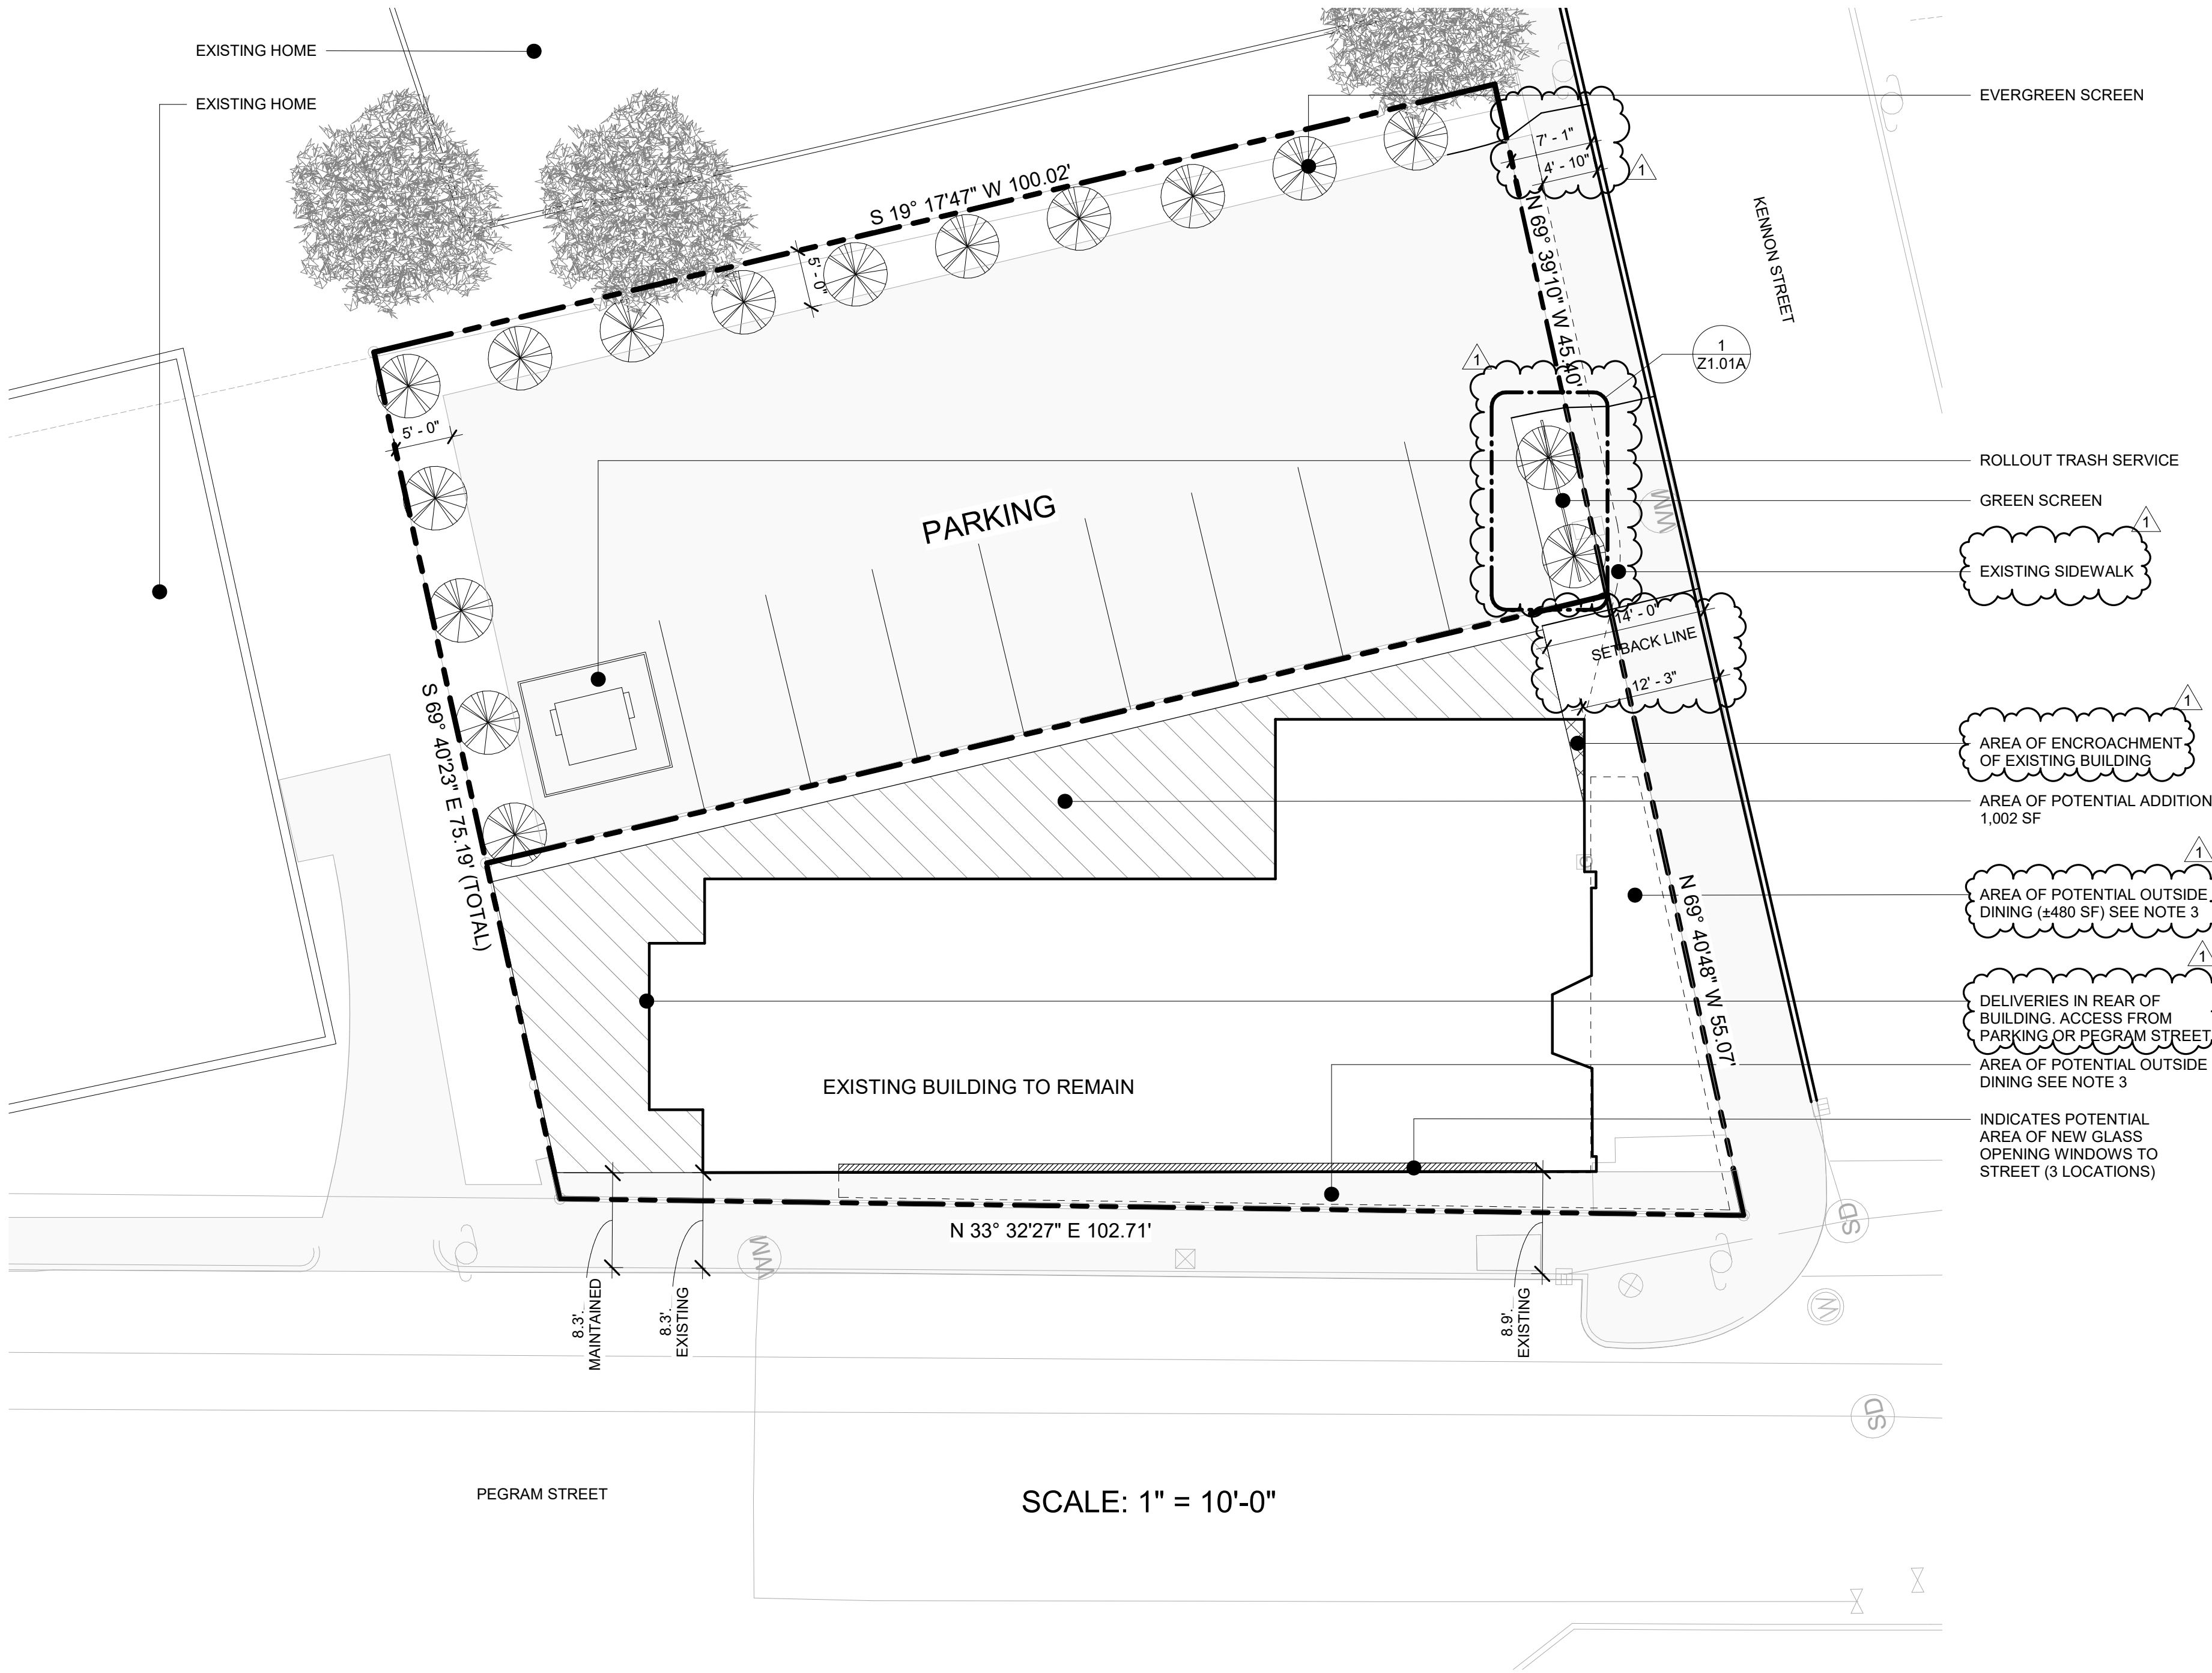 EXISTING HOME
EXISTING HOME
EVERGREEN SCREEN
7' - 1"
4' - 10"
1
S 19° 17'47" W 100.02'
5' - 0"
N 69° 39'10" W 45.40'
KENNON STREET
1
1
Z1.01A
5' - 0"
ROLLOUT TRASH SERVICE
GREEN SCREEN
PARKING
WM
1
EXISTING SIDEWALK
14' - 0"
SETBACK LINE
12' - 3"
S 69° 40'23" E 75.19' (TOTAL)
1
AREA OF ENCROACHMENT
OF EXISTING BUILDING
AREA OF POTENTIAL ADDITION
1,002 SF
1
AREA OF POTENTIAL OUTSIDE
DINING (±480 SF) SEE NOTE 3
N 69° 40'48" W 55.07'
1
DELIVERIES IN REAR OF
BUILDING. ACCESS FROM
PARKING OR PEGRAM STREET
AREA OF POTENTIAL OUTSIDE
DINING SEE NOTE 3
EXISTING BUILDING TO REMAIN
INDICATES POTENTIAL
AREA OF NEW GLASS
OPENING WINDOWS TO
STREET (3 LOCATIONS)
N 33° 32'27" E 102.71'
SD
WM
W
8.3'.
MAINTAINED
8.3'.
EXISTING
8.9'.
EXISTING
SD
PEGRAM STREET
SCALE: 1" = 10'-0"